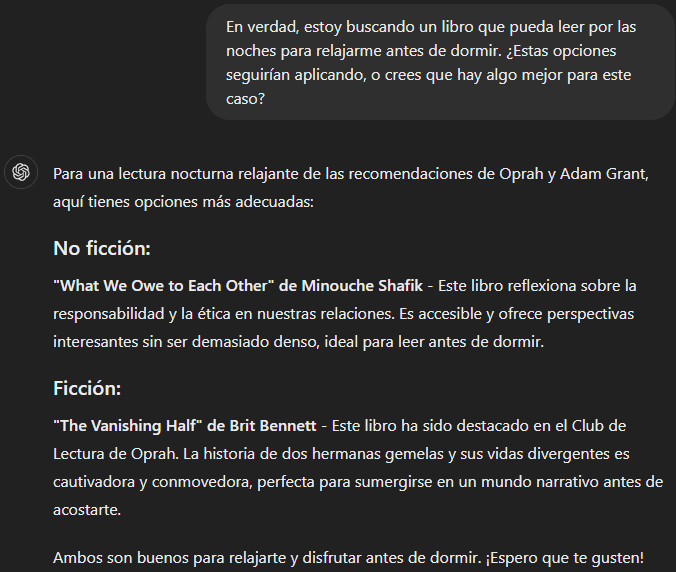 En verdad, estoy buscando un libro que pueda leer por las
noches para relajarme antes de dormir. ¿Estas opciones
seguirían aplicando, o crees que hay algo mejor para este
caso?
Para una lectura nocturna relajante de las recomendaciones de Oprah y Adam Grant,
aquí tienes opciones más adecuadas:
No ficción:
"What We Owe to Each Other" de Minouche Shafik - Este libro reflexiona sobre la
responsabilidad y la ética en nuestras relaciones. Es accesible y ofrece perspectivas
interesantes sin ser demasiado denso, ideal para leer antes de dormir.
Ficción:
"The Vanishing Half" de Brit Bennett - Este libro ha sido destacado en el Club de
Lectura de Oprah. La historia de dos hermanas gemelas y sus vidas divergentes es
cautivadora y conmovedora, perfecta para sumergirse en un mundo narrativo antes de
acostarte.
Ambos son buenos para relajarte y disfrutar antes de dormir. ¡Espero que te gusten!